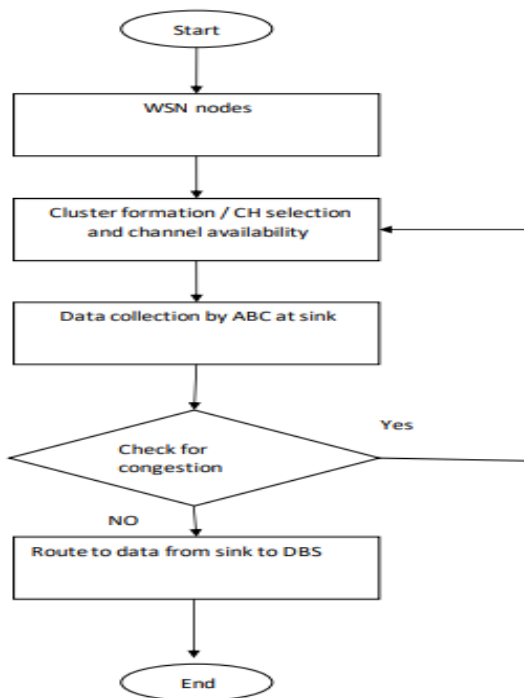 Start
WSN nodes
Cluster formation / CH selection
and channel availability
Data collection by ABC at sink
Yes
Check for
congestion
NO
Route to data from sink to DBS
End